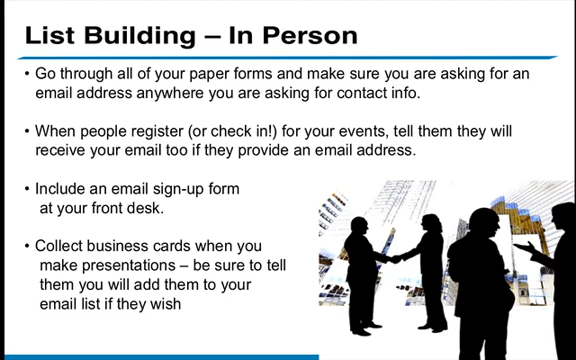 List Building – In Person
• Go through all of your paper forms and make sure you are asking for an
email address anywhere you are asking for contact info.
• When people register (or check in!) for your events, tell them they will
receive your email too if they provide an email address.
• Include an email sign-up form
at your front desk.
• Collect business cards when you
make presentations – be sure to tell
them you will add them to your
email list if they wish